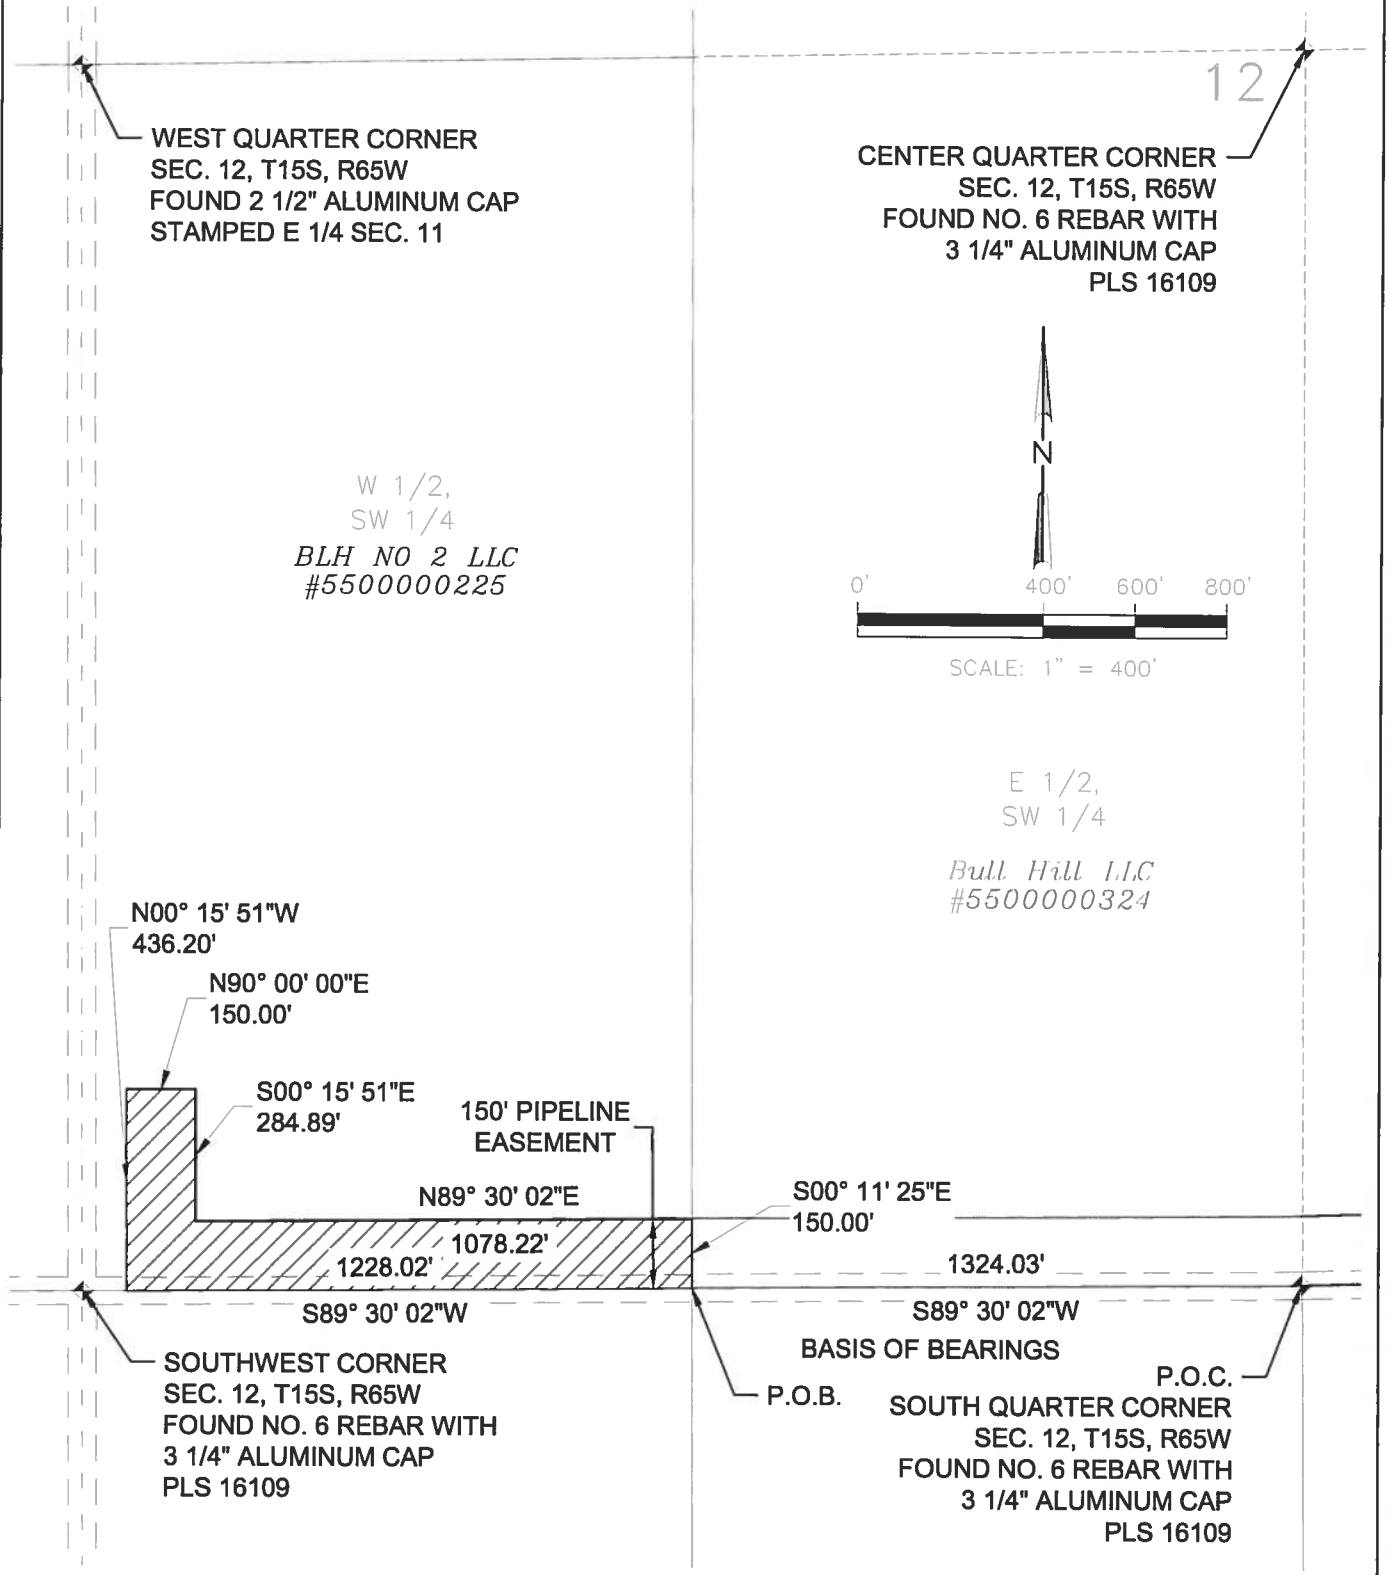 12
WEST QUARTER CORNER
SEC. 12, T15S, R65W
FOUND 2 1/2" ALUMINUM CAP
STAMPED E 1/4 SEC. 11
CENTER QUARTER CORNER
SEC. 12, T15S, R65W
FOUND NO. 6 REBAR WITH
3 1/4" ALUMINUM CAP
PLS 16109
N
W 1/2,
SW 1/4
BLH NO 2 LLC
#5500000225
0' 400' 600' 800'
SCALE: 1" = 400'
E 1/2,
SW 1/4
Bull Hill LLC
#5500000324
N00° 15' 51"W
436.20'
N90° 00' 00"E
150.00'
S00° 15' 51"E
284.89'
150' PIPELINE
EASEMENT
N89° 30' 02"E
1078.22'
1228.02'
S89° 30' 02"W
S00° 11' 25"E
150.00'
1324.03'
S89° 30' 02"W
BASIS OF BEARINGS
P.O.B.
SOUTHWEST CORNER
SEC. 12, T15S, R65W
FOUND NO. 6 REBAR WITH
3 1/4" ALUMINUM CAP
PLS 16109
P.O.C.
SOUTH QUARTER CORNER
SEC. 12, T15S, R65W
FOUND NO. 6 REBAR WITH
3 1/4" ALUMINUM CAP
PLS 16109